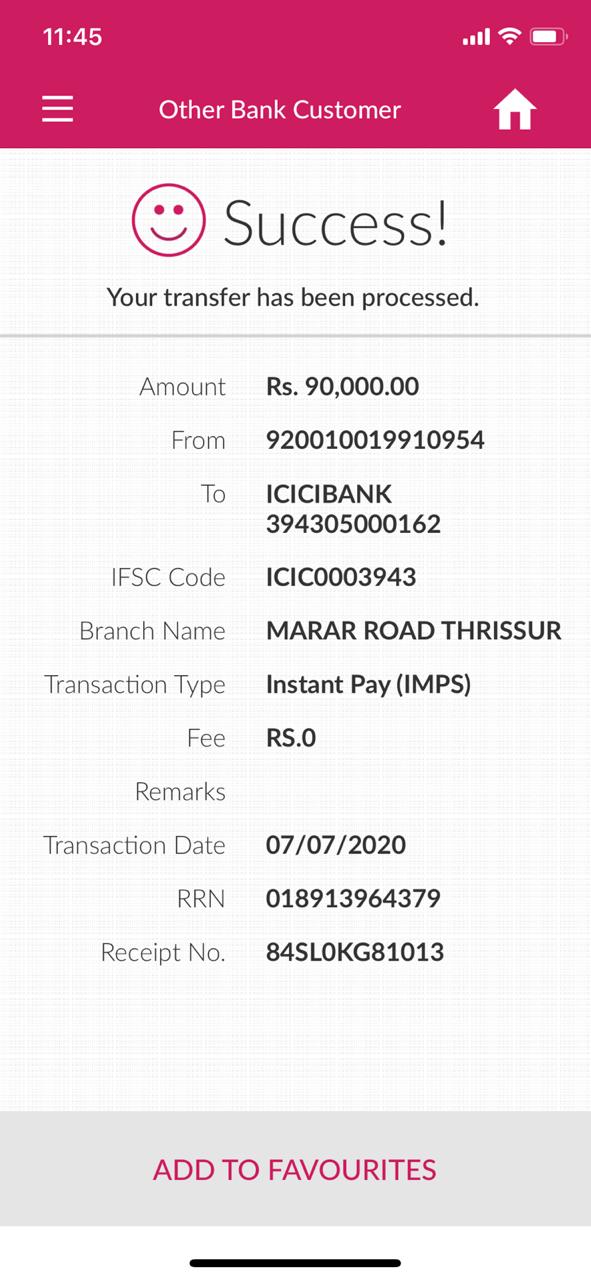 11:45
Other Bank Customer
Success!
Your transfer has been processed.
Amount Rs. 90,000.00
From 920010019910954
To ICICIBANK
394305000162
IFSC Code ICIC0003943
Branch Name MARAR ROAD THRISSUR
Transaction Type Instant Pay (IMPS)
Fee RS.0
Remarks
Transaction Date 07/07/2020
RRN 018913964379
Receipt No. 84SL0KG81013
ADD TO FAVOURITES